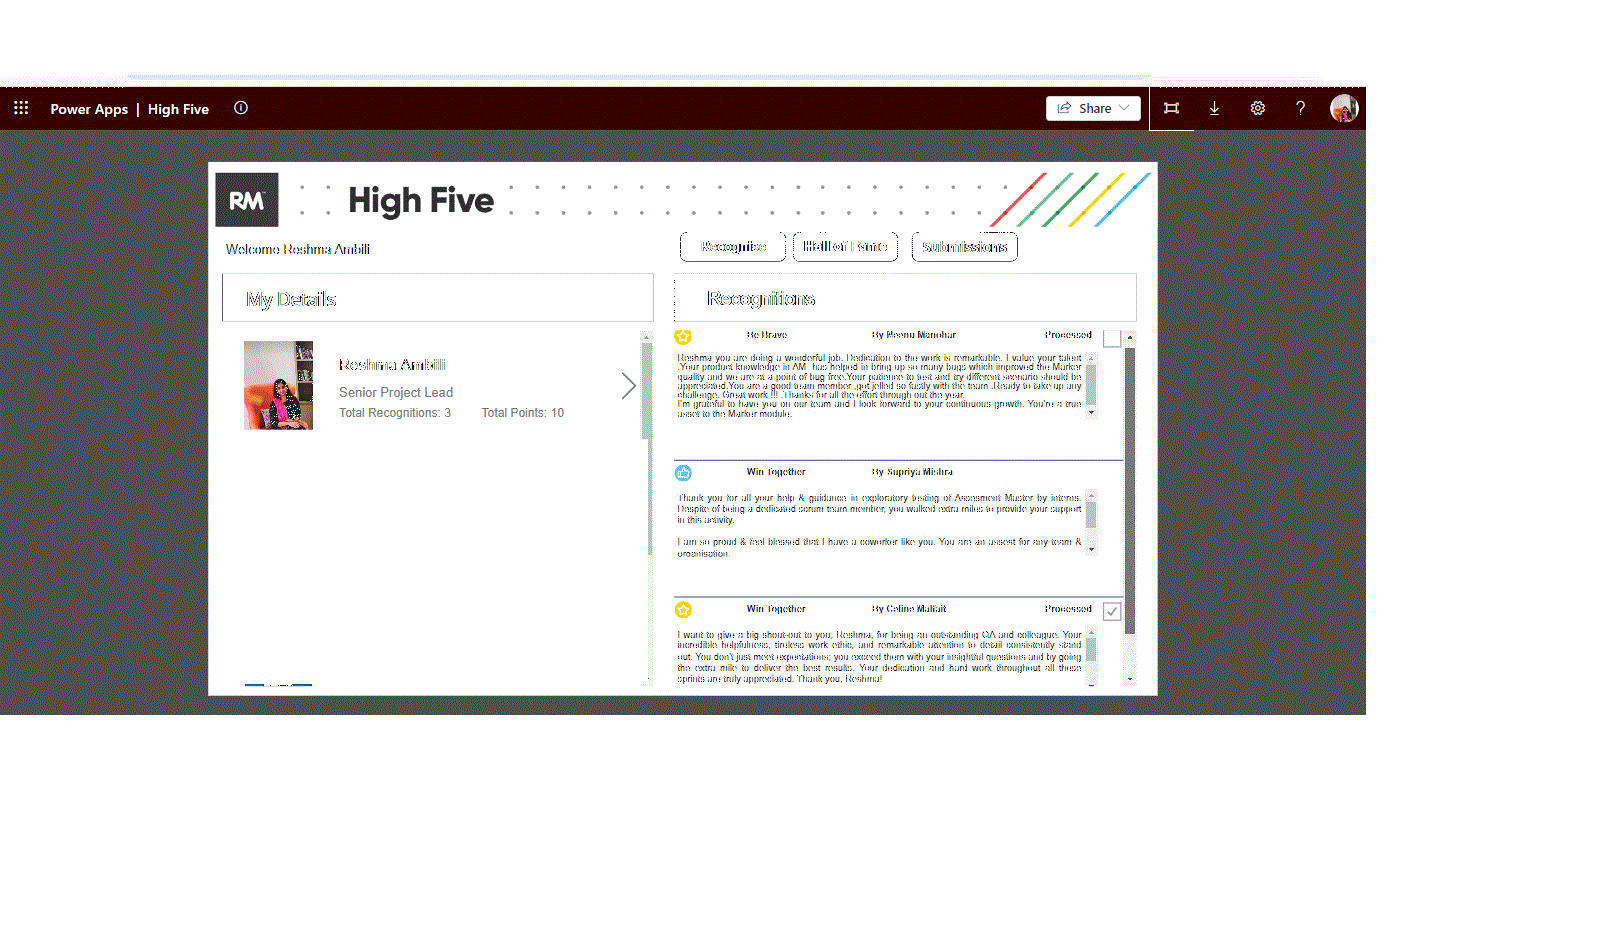 Power Apps | High Five
Share
RM
High Five
Welcome Reshma Ambili
Recognise
Hall of Fame
Submissions
My Details
Recognitions
Reshma Ambili
Senior Project Lead
Total Recognitions: 3 Total Points: 10
Be Brave By Meenu Manohar Processed
Reshma you are doing a wonderful job. Dedication to the work is remarkable. I value your talent
.Your product knowledge in AM has helped in bring up so many bugs which improved the Marker
quality and we are at a point of bug free.Your patience to test and try different scenario should be
appreciated.You are a good team member ,got jelled so fastly with the team .Ready to take up any
challenge. Great work !!! .Thanks for all the effort through out the year.
I'm grateful to have you on our team and I look forward to your continuous growth. You're a true
asset to the Marker module.
Win Together By Supriya Mishra
Thank you for all your help & guidance in exploratory testing of Assesment Master by interns.
Despite of being a dedicated scrum team member, you walked extra miles to provide your support
in this activity.
I am so proud & feel blessed that I have a coworker like you. You are an assest for any team &
organisation.
Win Together By Celine Malfait Processed
I want to give a big shout-out to you, Reshma, for being an outstanding QA and colleague. Your
incredible helpfulness, tireless work ethic, and remarkable attention to detail consistently stand
out. You don't just meet expectations; you exceed them with your insightful questions and by going
the extra mile to deliver the best results. Your dedication and hard work throughout all these
sprints are truly appreciated. Thank you, Reshma!